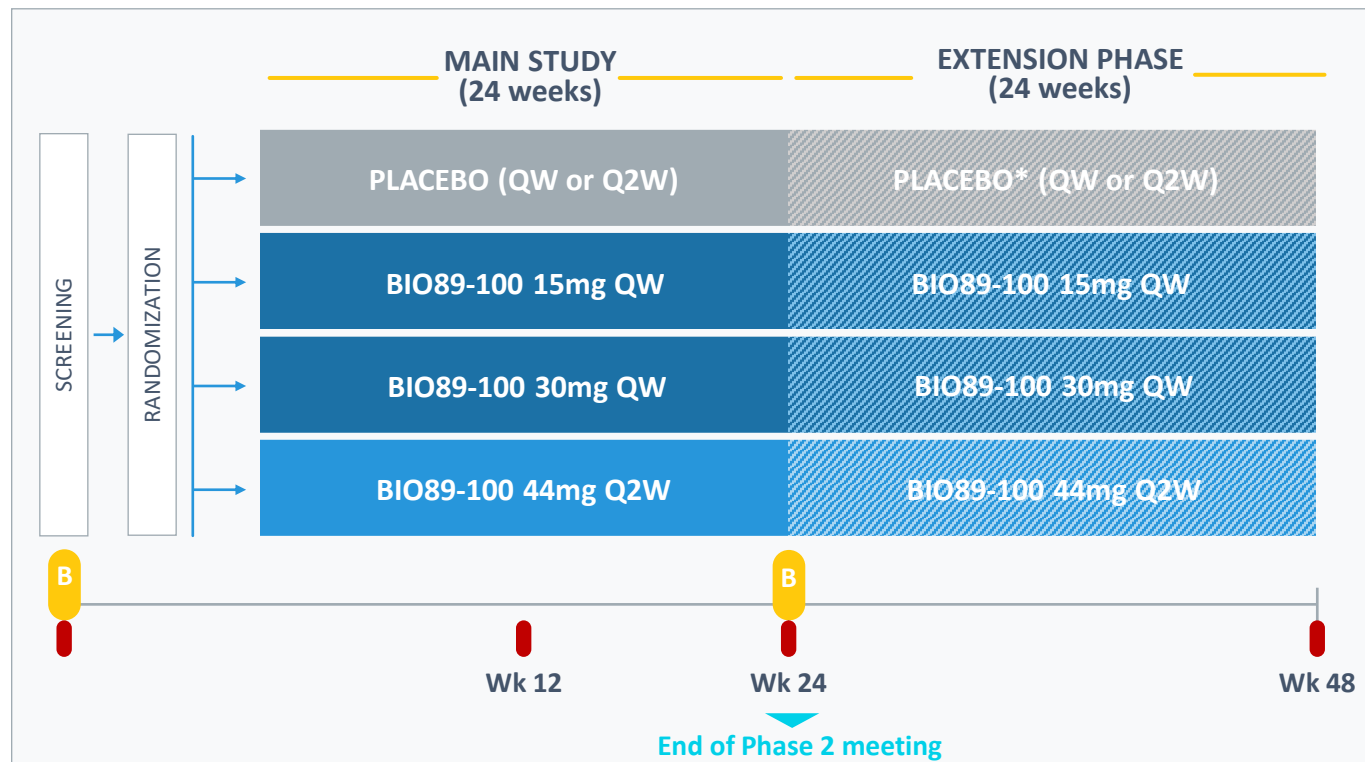 MAIN STUDY
(24 weeks)
EXTENSION PHASE
(24 weeks)
SCREENING
RANDOMIZATION
PLACEBO (QW or Q2W)
PLACEBO* (QW or Q2W)
BIO89-100 15mg QW
BIO89-100 15mg QW
BIO89-100 30mg QW
BIO89-100 30mg QW
BIO89-100 44mg Q2W
BIO89-100 44mg Q2W
B
B
Wk 12
Wk 24
Wk 48
End of Phase 2 meeting